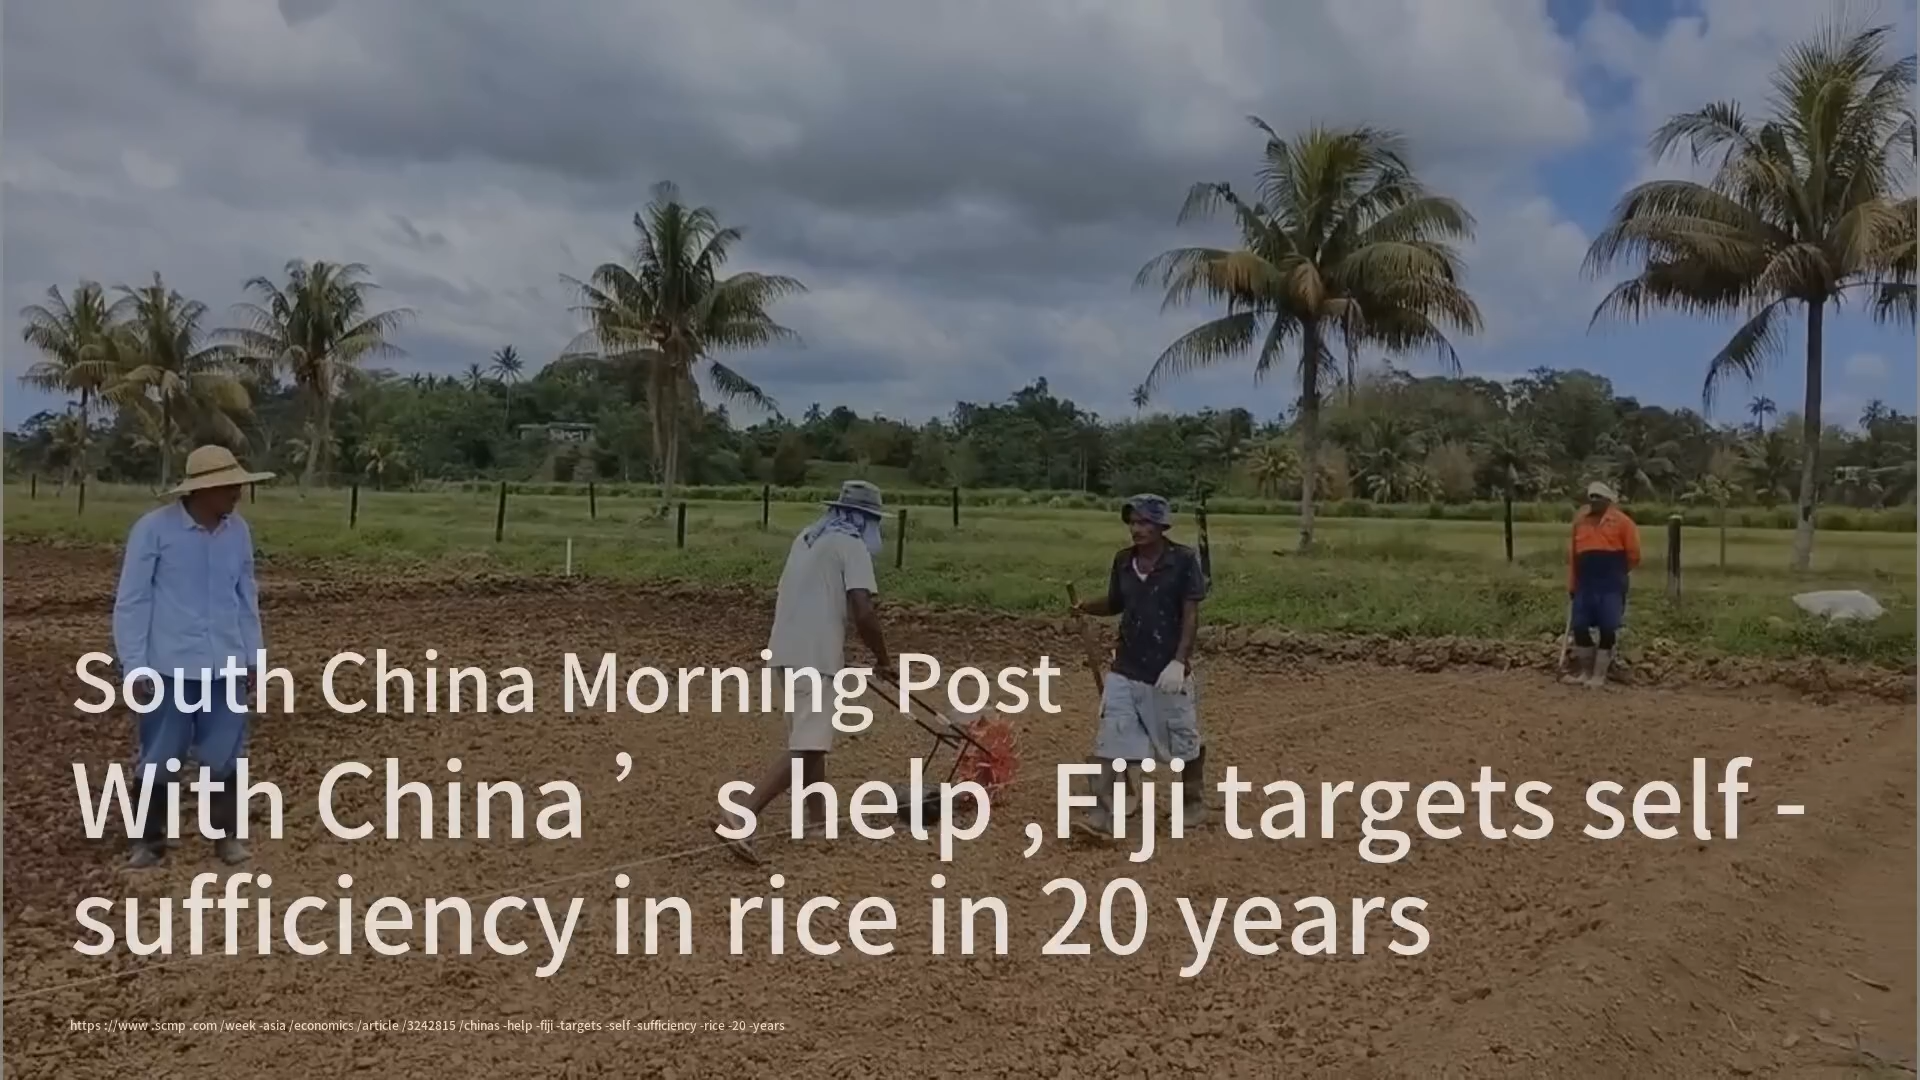 South China Morning Post
With China’s help ,Fiji targets self -
sufficiency in rice in 20 years
https ://www .scmp .com /week -asia /economics /article /3242815 /chinas -help -fiji -targets -self -sufficiency -rice -20 -years